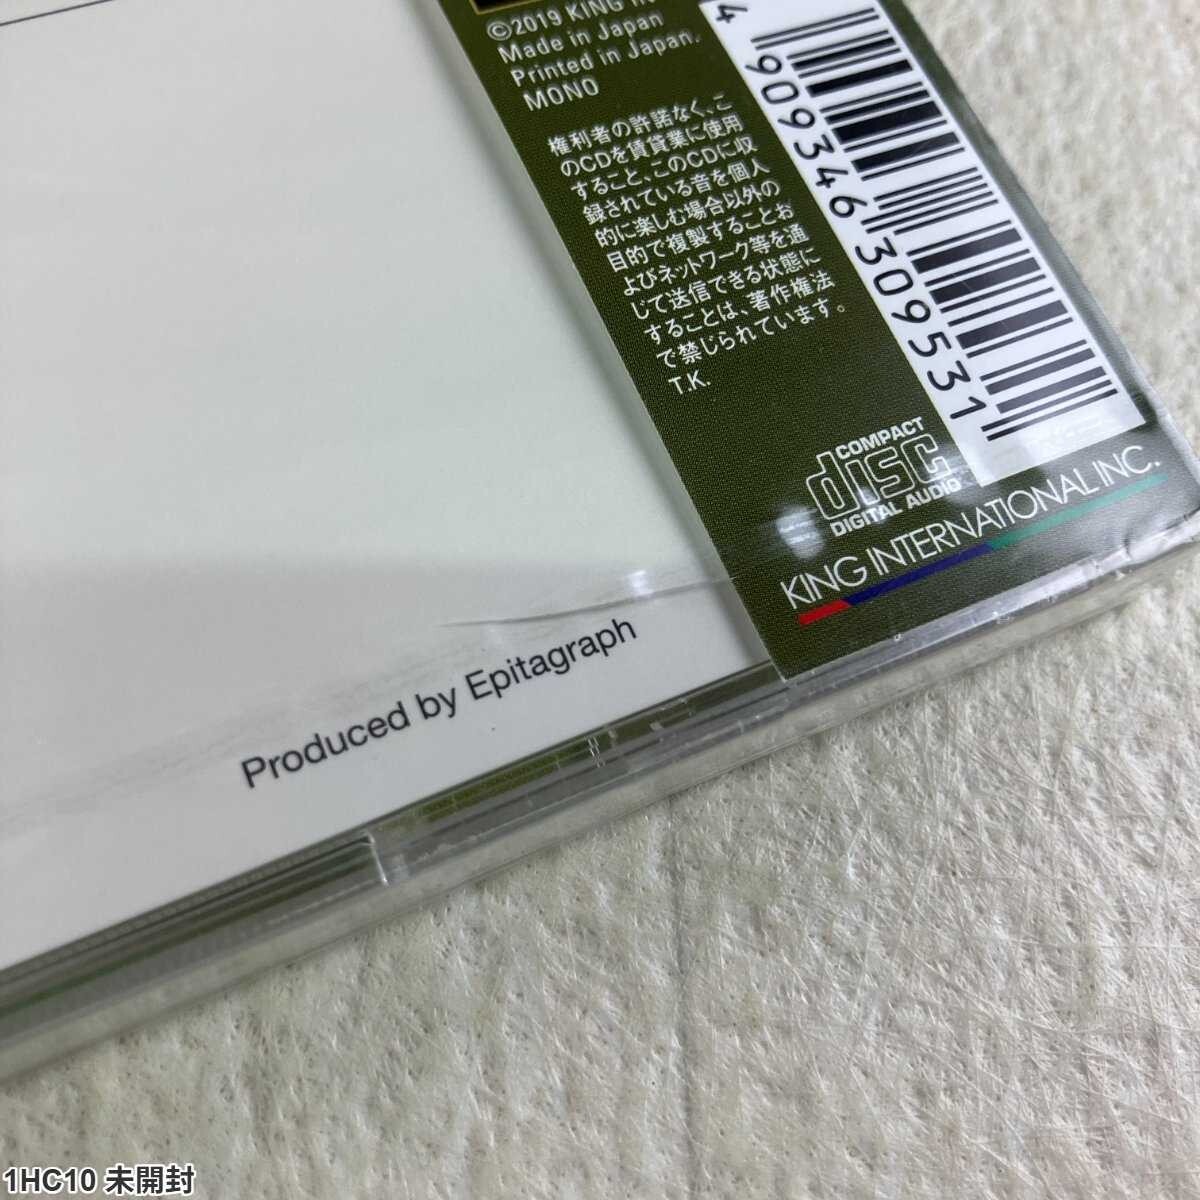 ©2019 KING
Made in Japan
Printed in Japan.
MONO
権利者の許諾なく、こ
のCDを賃貸業に使用
すること、このCDに収
録されている音を個人
的に楽しむ場合以外の
目的で複製することお
よびネットワーク等を通
じて送信できる状態に
することは、著作権法
で禁じられています。
T.K.
4 909346 309531
COMPACT
disc
DIGITAL AUDIO
KING INTERNATIONAL INC.
Produced by Epitagraph
1HC10 未開封